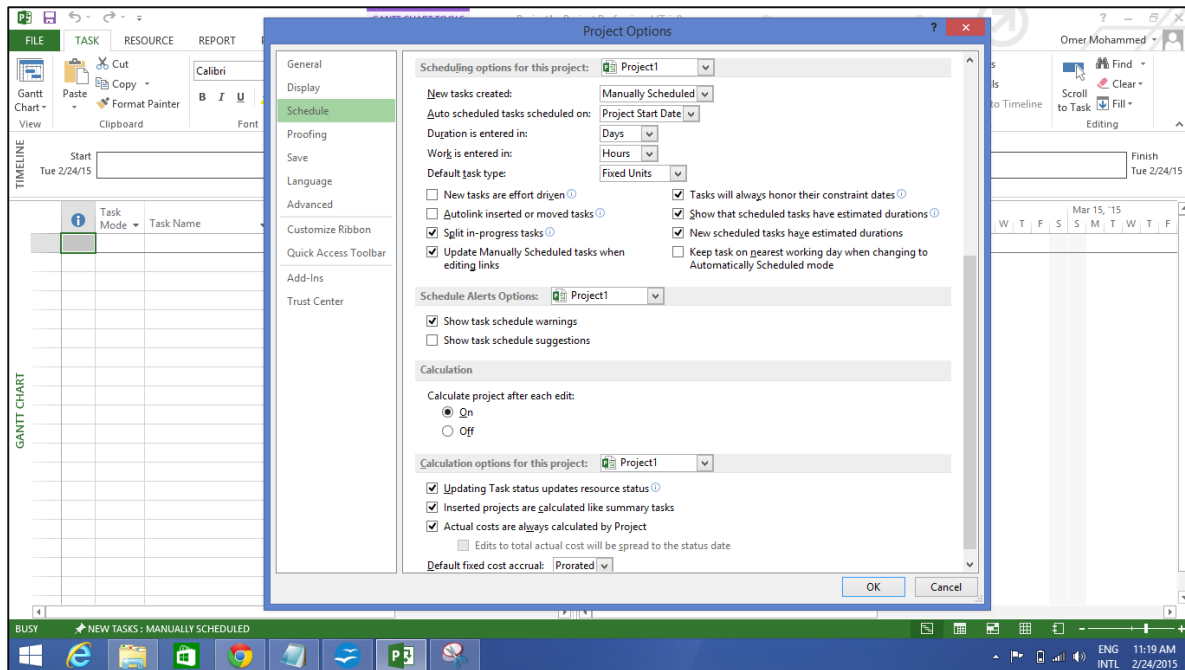 Project Options
?
FILE TASK RESOURCE REPORT
Omer Mohammed
Cut
Copy
Format Painter
Paste
Gantt
Chart
View
Clipboard
Calibri
B I U
Font
to Timeline
Scroll
to Task
Find
Clear
Fill
Editing
TIMELINE
Start
Tue 2/24/15
Finish
Tue 2/24/15
Task
Mode
Task Name
Mar 15, '15
W T F S S M T W T F
GANTT CHART
General
Display
Schedule
Proofing
Save
Language
Advanced
Customize Ribbon
Quick Access Toolbar
Add-Ins
Trust Center
Scheduling options for this project: Project1
New tasks created: Manually Scheduled
Auto scheduled tasks scheduled on: Project Start Date
Duration is entered in: Days
Work is entered in: Hours
Default task type: Fixed Units
New tasks are effort driven
Autolink inserted or moved tasks
Split in-progress tasks
Update Manually Scheduled tasks when
editing links
Tasks will always honor their constraint dates
Show that scheduled tasks have estimated durations
New scheduled tasks have estimated durations
Keep task on nearest working day when changing to
Automatically Scheduled mode
Schedule Alerts Options: Project1
Show task schedule warnings
Show task schedule suggestions
Calculation
Calculate project after each edit:
On
Off
Calculation options for this project: Project1
Updating Task status updates resource status
Inserted projects are calculated like summary tasks
Actual costs are always calculated by Project
Edits to total actual cost will be spread to the status date
Default fixed cost accrual: Prorated
OK Cancel
BUSY NEW TASKS : MANUALLY SCHEDULED
ENG 11:19 AM
INTL 2/24/2015